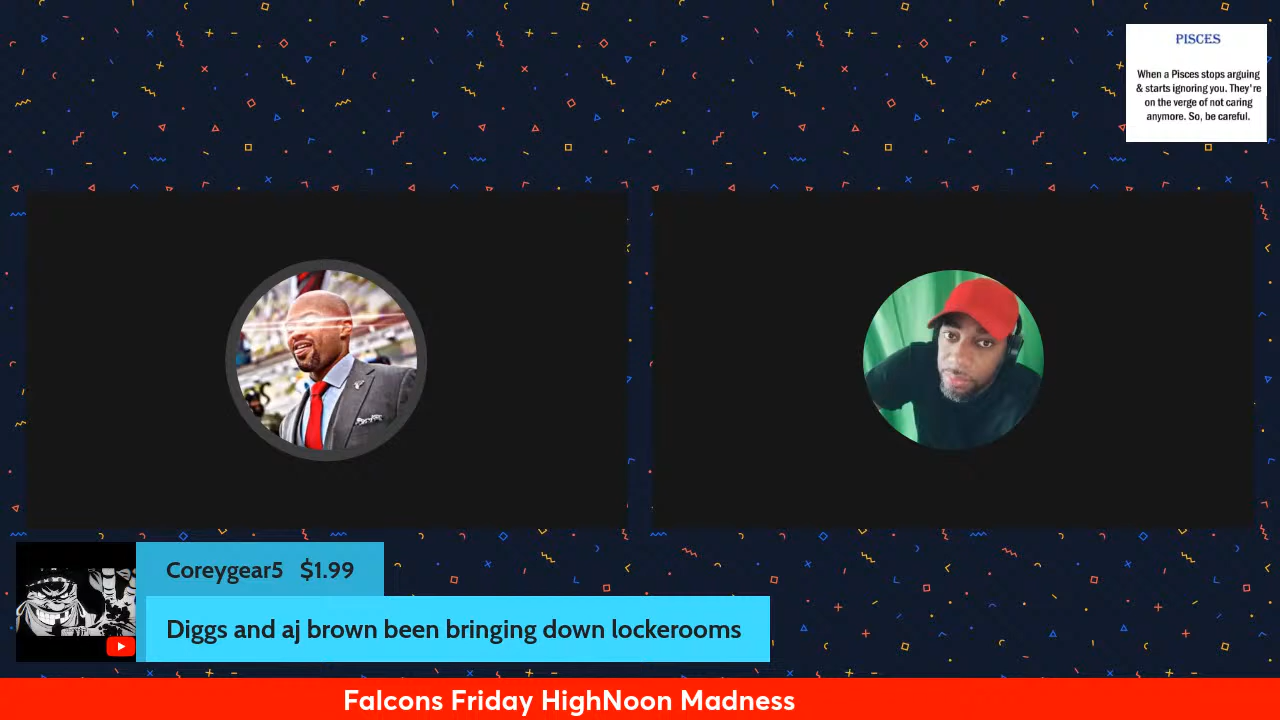 PISCES
When a Pisces stops arguing
& starts ignoring you. They're
on the verge of not caring
anymore. So, be careful.
Coreygear5 $1.99
Diggs and aj brown been bringing down lockerooms
Falcons Friday HighNoon Madness